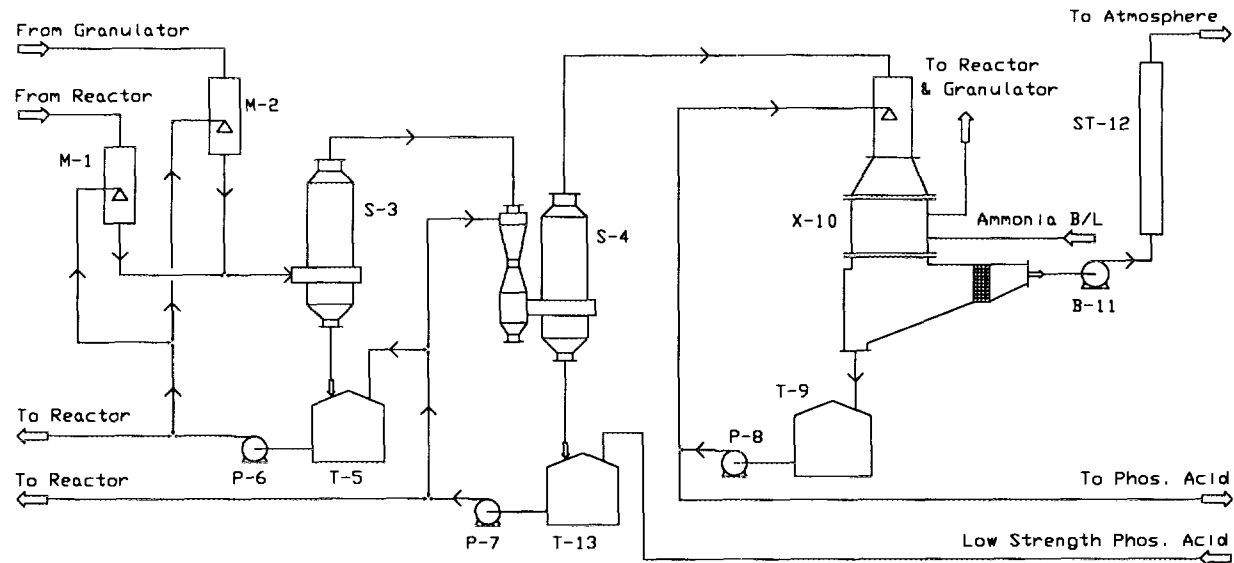 From Granulator
To Atmosphere
From Reactor
M-2
To Reactor
& Granulator
ST-12
M-1
S-3
S-4
X-10
Ammonia B/L
B-11
T-9
To Reactor
P-8
P-6
T-5
To Reactor
To Phos. Acid
P-7
T-13
Low Strength Phos. Acid